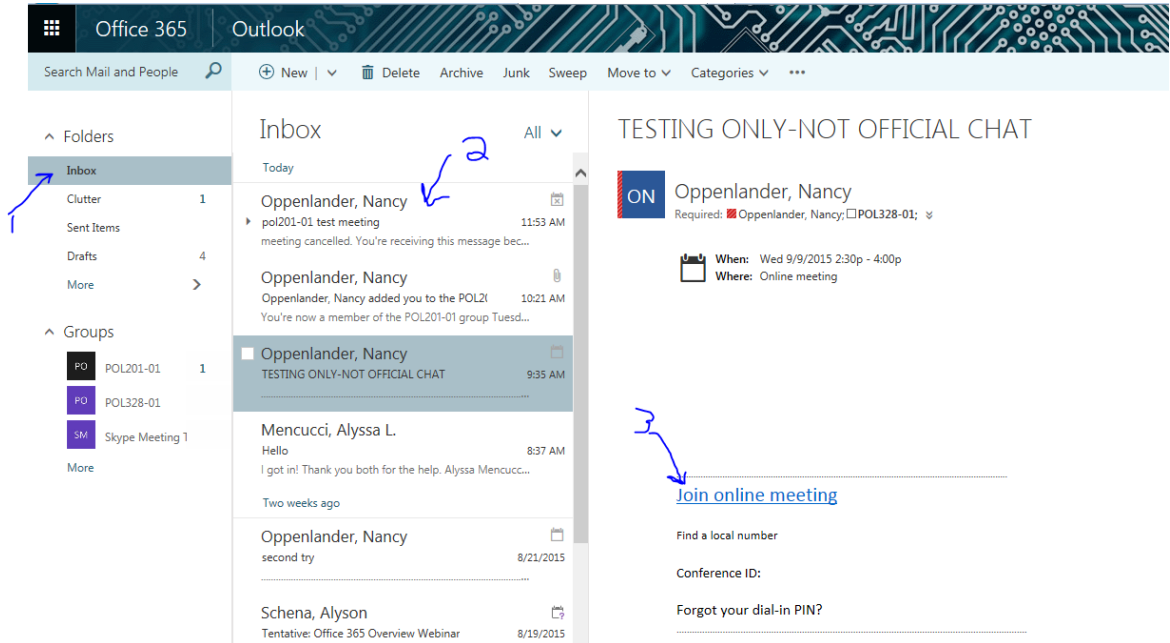 Office 365 Outlook
Search Mail and People New Delete Archive Junk Sweep Move to Categories •••
Folders
Inbox
Clutter 1
Sent Items
Drafts 4
More
Groups
PO POL201-01 1
PO POL328-01
SM Skype Meeting T
More
1
Inbox All
2
Today
Oppenlander, Nancy
pol201-01 test meeting 11:53 AM
meeting cancelled. You're receiving this message bec...
Oppenlander, Nancy
Oppenlander, Nancy added you to the POL20 10:21 AM
You're now a member of the POL201-01 group Tuesd...
Oppenlander, Nancy
TESTING ONLY-NOT OFFICIAL CHAT 9:35 AM
Mencucci, Alyssa L.
Hello 8:37 AM
I got in! Thank you both for the help. Alyssa Mencucc...
Two weeks ago
Oppenlander, Nancy
second try 8/21/2015
Schena, Alyson
Tentative: Office 365 Overview Webinar 8/19/2015
TESTING ONLY-NOT OFFICIAL CHAT
ON Oppenlander, Nancy
Required: Oppenlander, Nancy; POL328-01;
When: Wed 9/9/2015 2:30p - 4:00p
Where: Online meeting
3
Join online meeting
Find a local number
Conference ID:
Forgot your dial-in PIN?